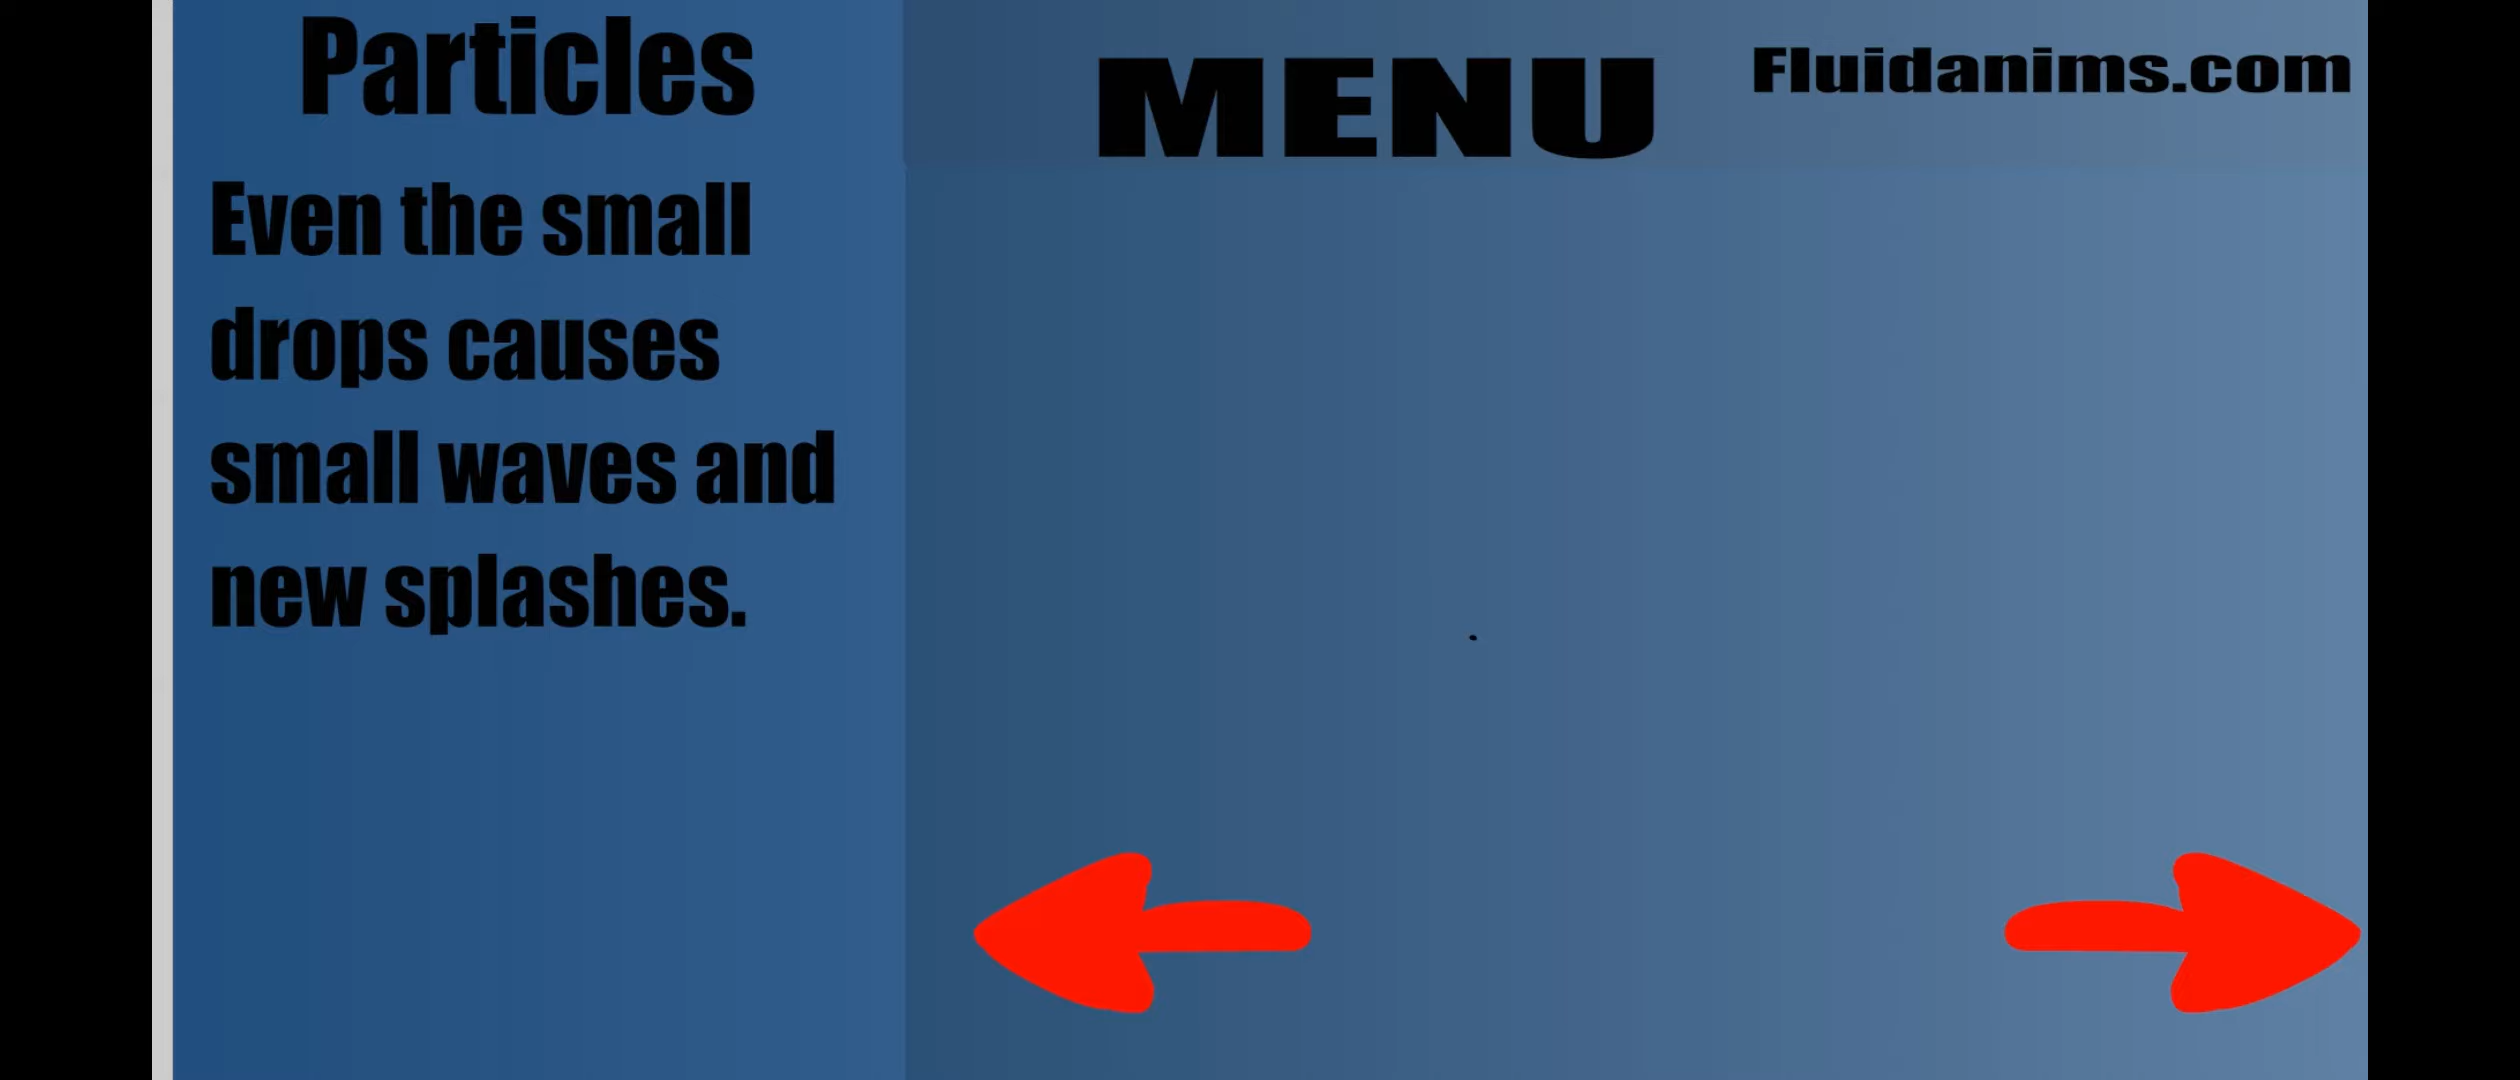 Particles
Even the small
drops causes
small waves and
new splashes.
MENU
Fluidanims.com